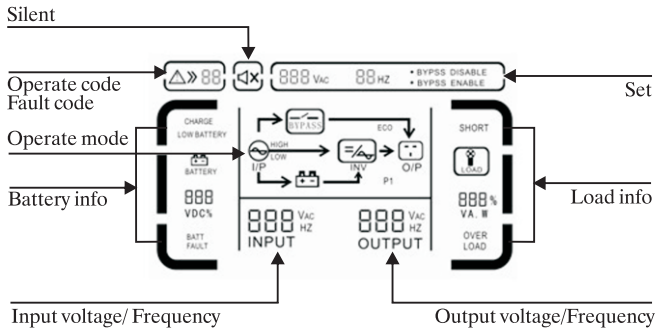 Silent
888 VAC 88 HZ • BYPSS DISABLE
• BYPSS ENABLE
88
Operate code
Fault code
Set
CHARGE
LOW BATTERY
BYPASS
ECO
SHORT
Operate mode
HIGH
LOW
I/P
INV
O/P
P1
BATTERY
LOAD
Battery info
888
VDC%
888 %
VA. W
Load info
BATT
FAULT
888 VAC
HZ
INPUT
888 VAC
HZ
OUTPUT
OVER
LOAD
Input voltage/ Frequency
Output voltage/Frequency